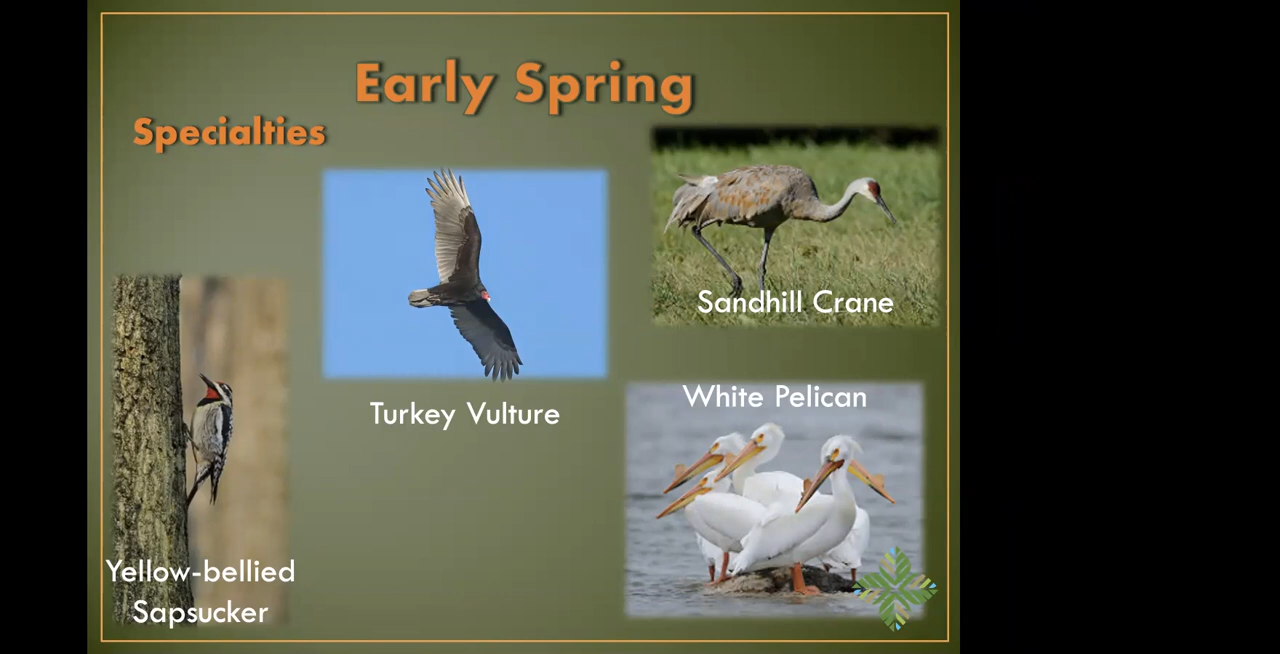 Early Spring
Specialties
Sandhill Crane
White Pelican
Turkey Vulture
Yellow-bellied
Sapsucker